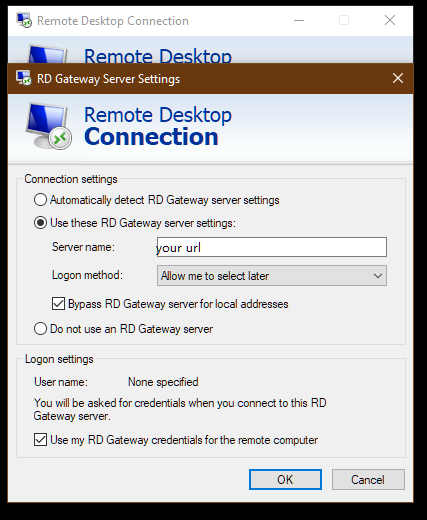 Remote Desktop Connection
Remote Desktop
RD Gateway Server Settings
Remote Desktop
Connection
Connection settings
Automatically detect RD Gateway server settings
Use these RD Gateway server settings:
Server name: your url
Logon method: Allow me to select later
Bypass RD Gateway server for local addresses
Do not use an RD Gateway server
Logon settings
User name: None specified
You will be asked for credentials when you connect to this RD
Gateway server.
Use my RD Gateway credentials for the remote computer
OK Cancel